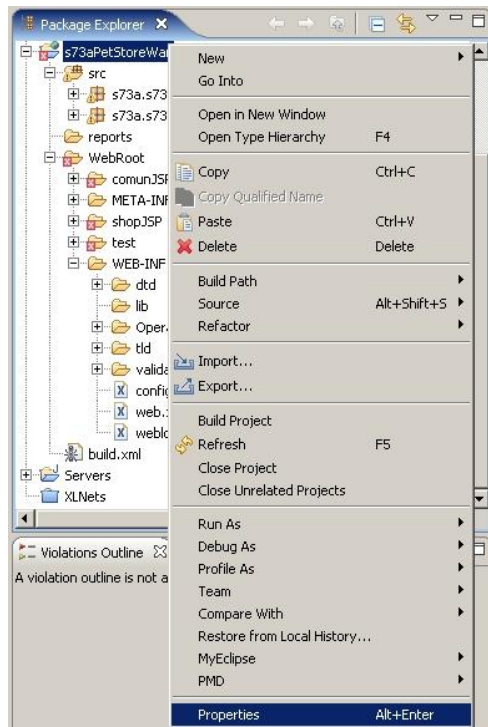 Package Explorer
s73aPetStoreWar
src
s73a.s73
s73a.s73
reports
WebRoot
comunJSP
META-INF
shopJSP
test
WEB-INF
dtd
lib
Oper
tld
valida
config
web.
weblo
build.xml
Servers
XLNets
New
Go Into
Open in New Window
Open Type Hierarchy F4
Copy Ctrl+C
Copy Qualified Name
Paste Ctrl+V
Delete Delete
Build Path
Source Alt+Shift+S
Refactor
Import...
Export...
Build Project
Refresh F5
Close Project
Close Unrelated Projects
Run As
Debug As
Profile As
Team
Compare With
Restore from Local History...
MyEclipse
PMD
Properties Alt+Enter
Violations Outline
A violation outline is not a